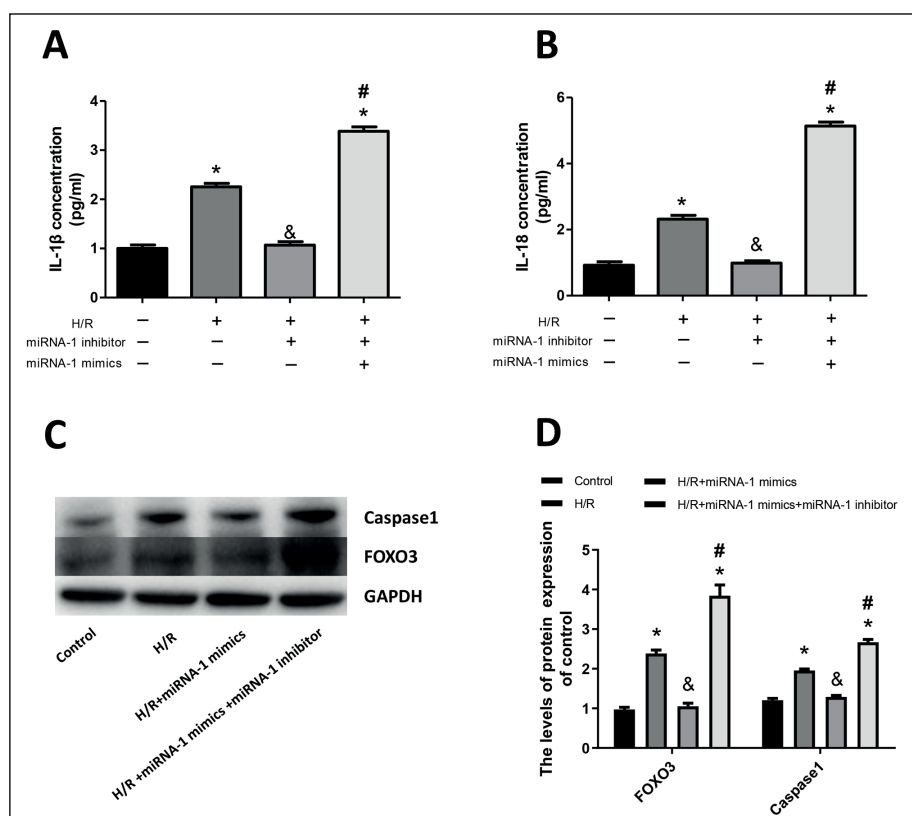 A
IL-1β concentration
(pg/ml)
4
3
2
1
0
*
&
#
*
H/R − + + +
miRNA-1 inhibitor − − + +
miRNA-1 mimics − − − +
B
IL-18 concentration
(pg/ml)
6
4
2
0
*
&
#
*
H/R − + + +
miRNA-1 inhibitor − − + +
miRNA-1 mimics − − − +
C
Caspase1
FOXO3
GAPDH
Control
H/R
H/R+miRNA-1 mimics
H/R +miRNA-1 mimics +miRNA-1 inhibitor
D
Control
H/R+miRNA-1 mimics
H/R
H/R+miRNA-1 mimics+miRNA-1 inhibitor
The levels of protein expression
of control
5
4
3
2
1
0
*
&
#
*
*
&
#
*
FOXO3
Caspase1